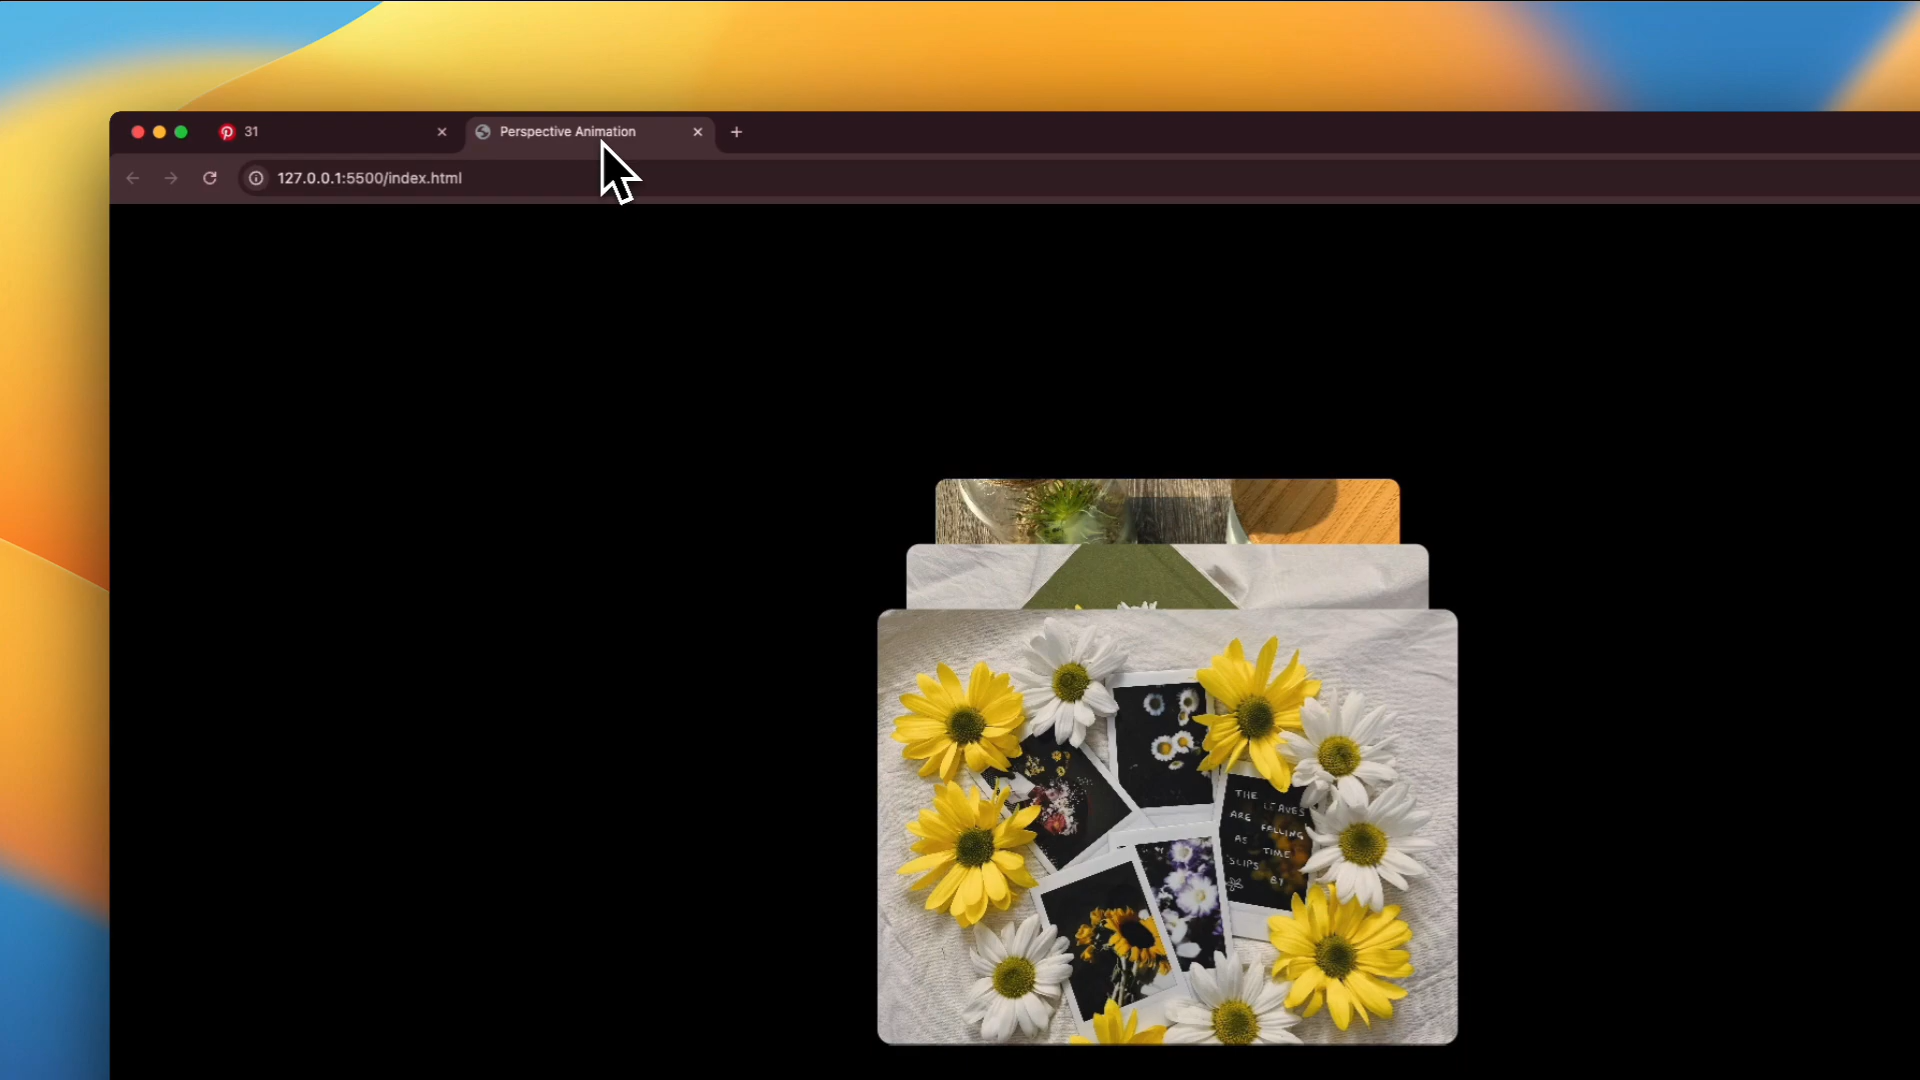 31
Perspective Animation
127.0.0.1:5500/index.html
THE
LEAVES
ARE FALLING
AS TIME
SLIPS BY